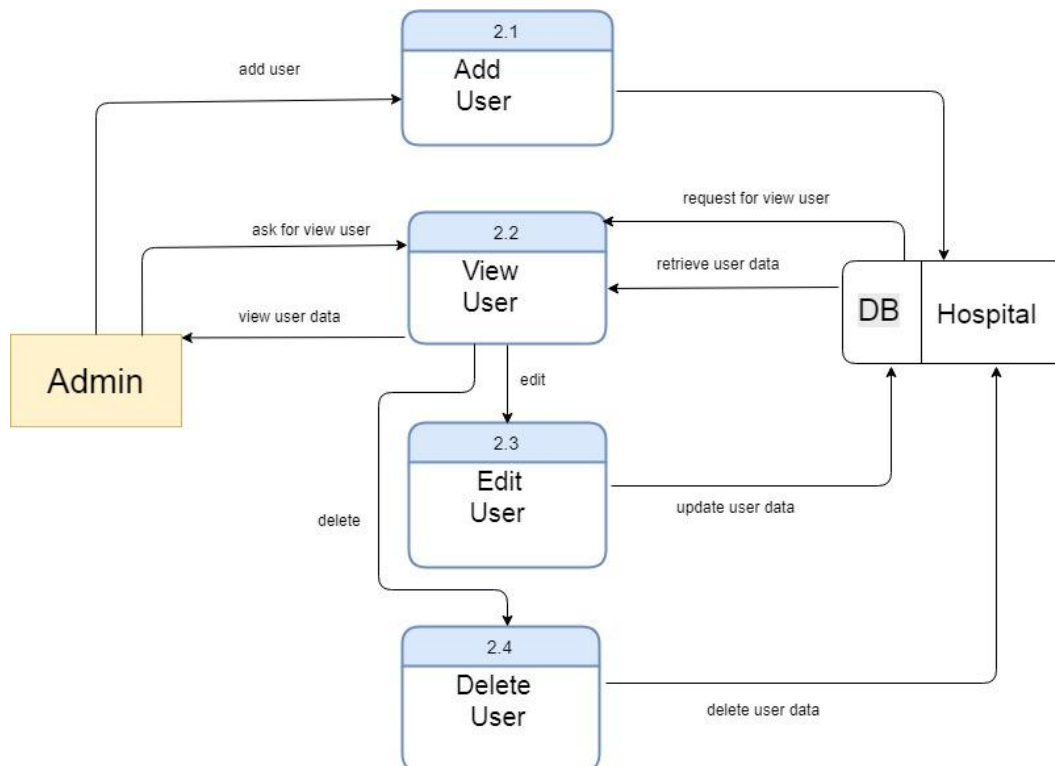 2.1
Add
User
add user
request for view user
ask for view user
2.2
View
User
retrieve user data
view user data
DB
Hospital
Admin
edit
2.3
Edit
User
update user data
delete
2.4
Delete
User
delete user data